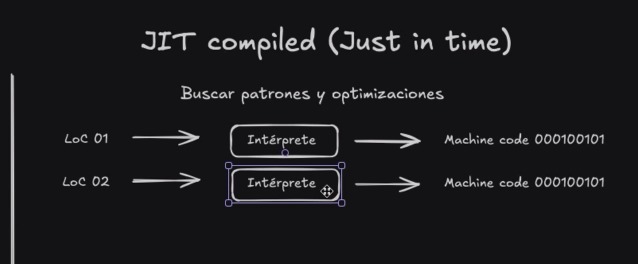 JIT compiled (Just in time)
Buscar patrones y optimizaciones
LoC 01 Intérprete Machine code 000100101
LoC 02 Intérprete Machine code 000100101